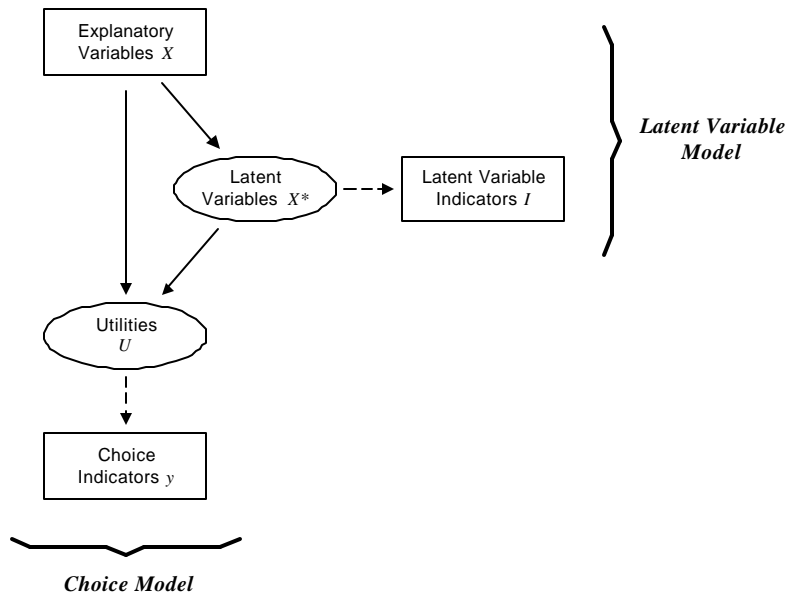 Explanatory
Variables X
Latent Variable
Model
Latent
Variables X*
Latent Variable
Indicators I
Utilities
U
Choice
Indicators y
Choice Model